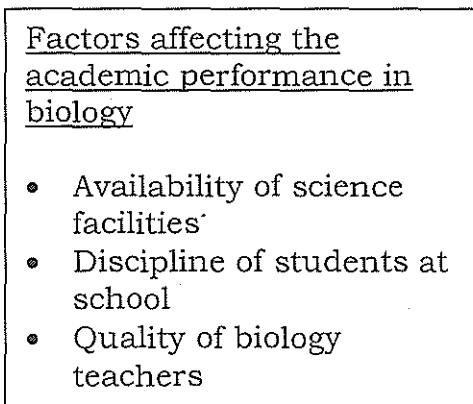 Factors affecting the
academic performance in
biology
• Availability of science
facilities
• Discipline of students at
school
• Quality of biology
teachers